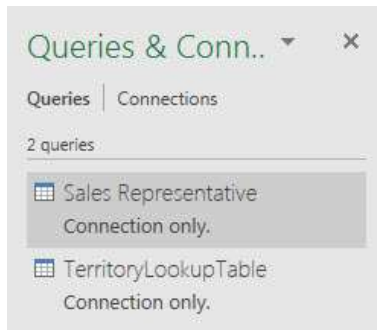 Queries & Conn..
Queries | Connections
2 queries
Sales Representative
Connection only.
TerritoryLookupTable
Connection only.